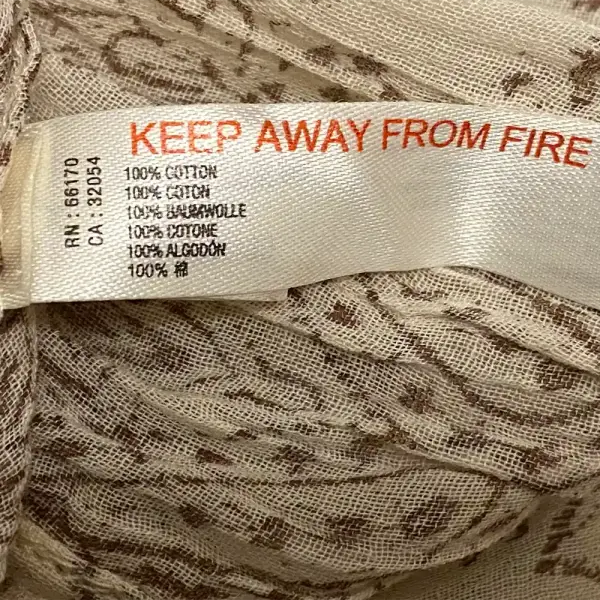 KEEP AWAY FROM FIRE
RN : 66170
CA : 32054
100% COTTON
100% COTON
100% BAUMWOLLE
100% COTONE
100% ALGODÓN
100% 綿